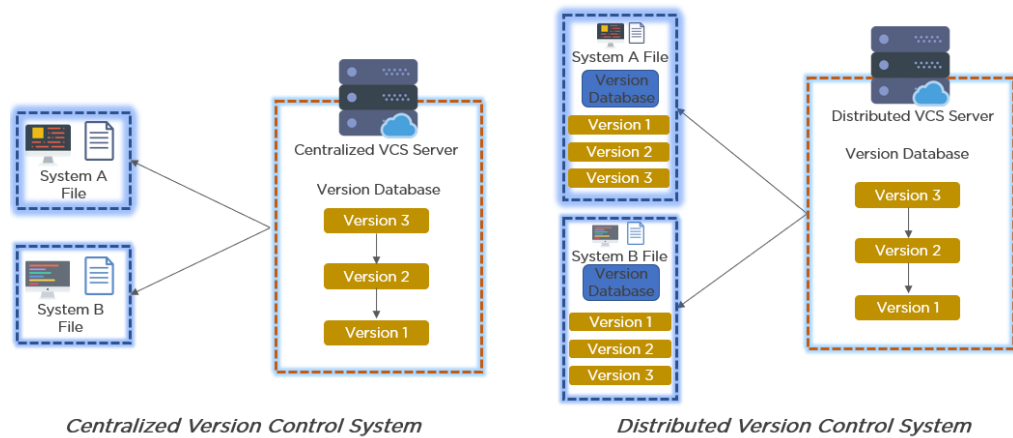 System A
File
System B
File
Centralized VCS Server
Version Database
Version 3
Version 2
Version 1
Centralized Version Control System
System A File
Version
Database
Version 1
Version 2
Version 3
System B File
Version
Database
Version 1
Version 2
Version 3
Distributed VCS Server
Version Database
Version 3
Version 2
Version 1
Distributed Version Control System